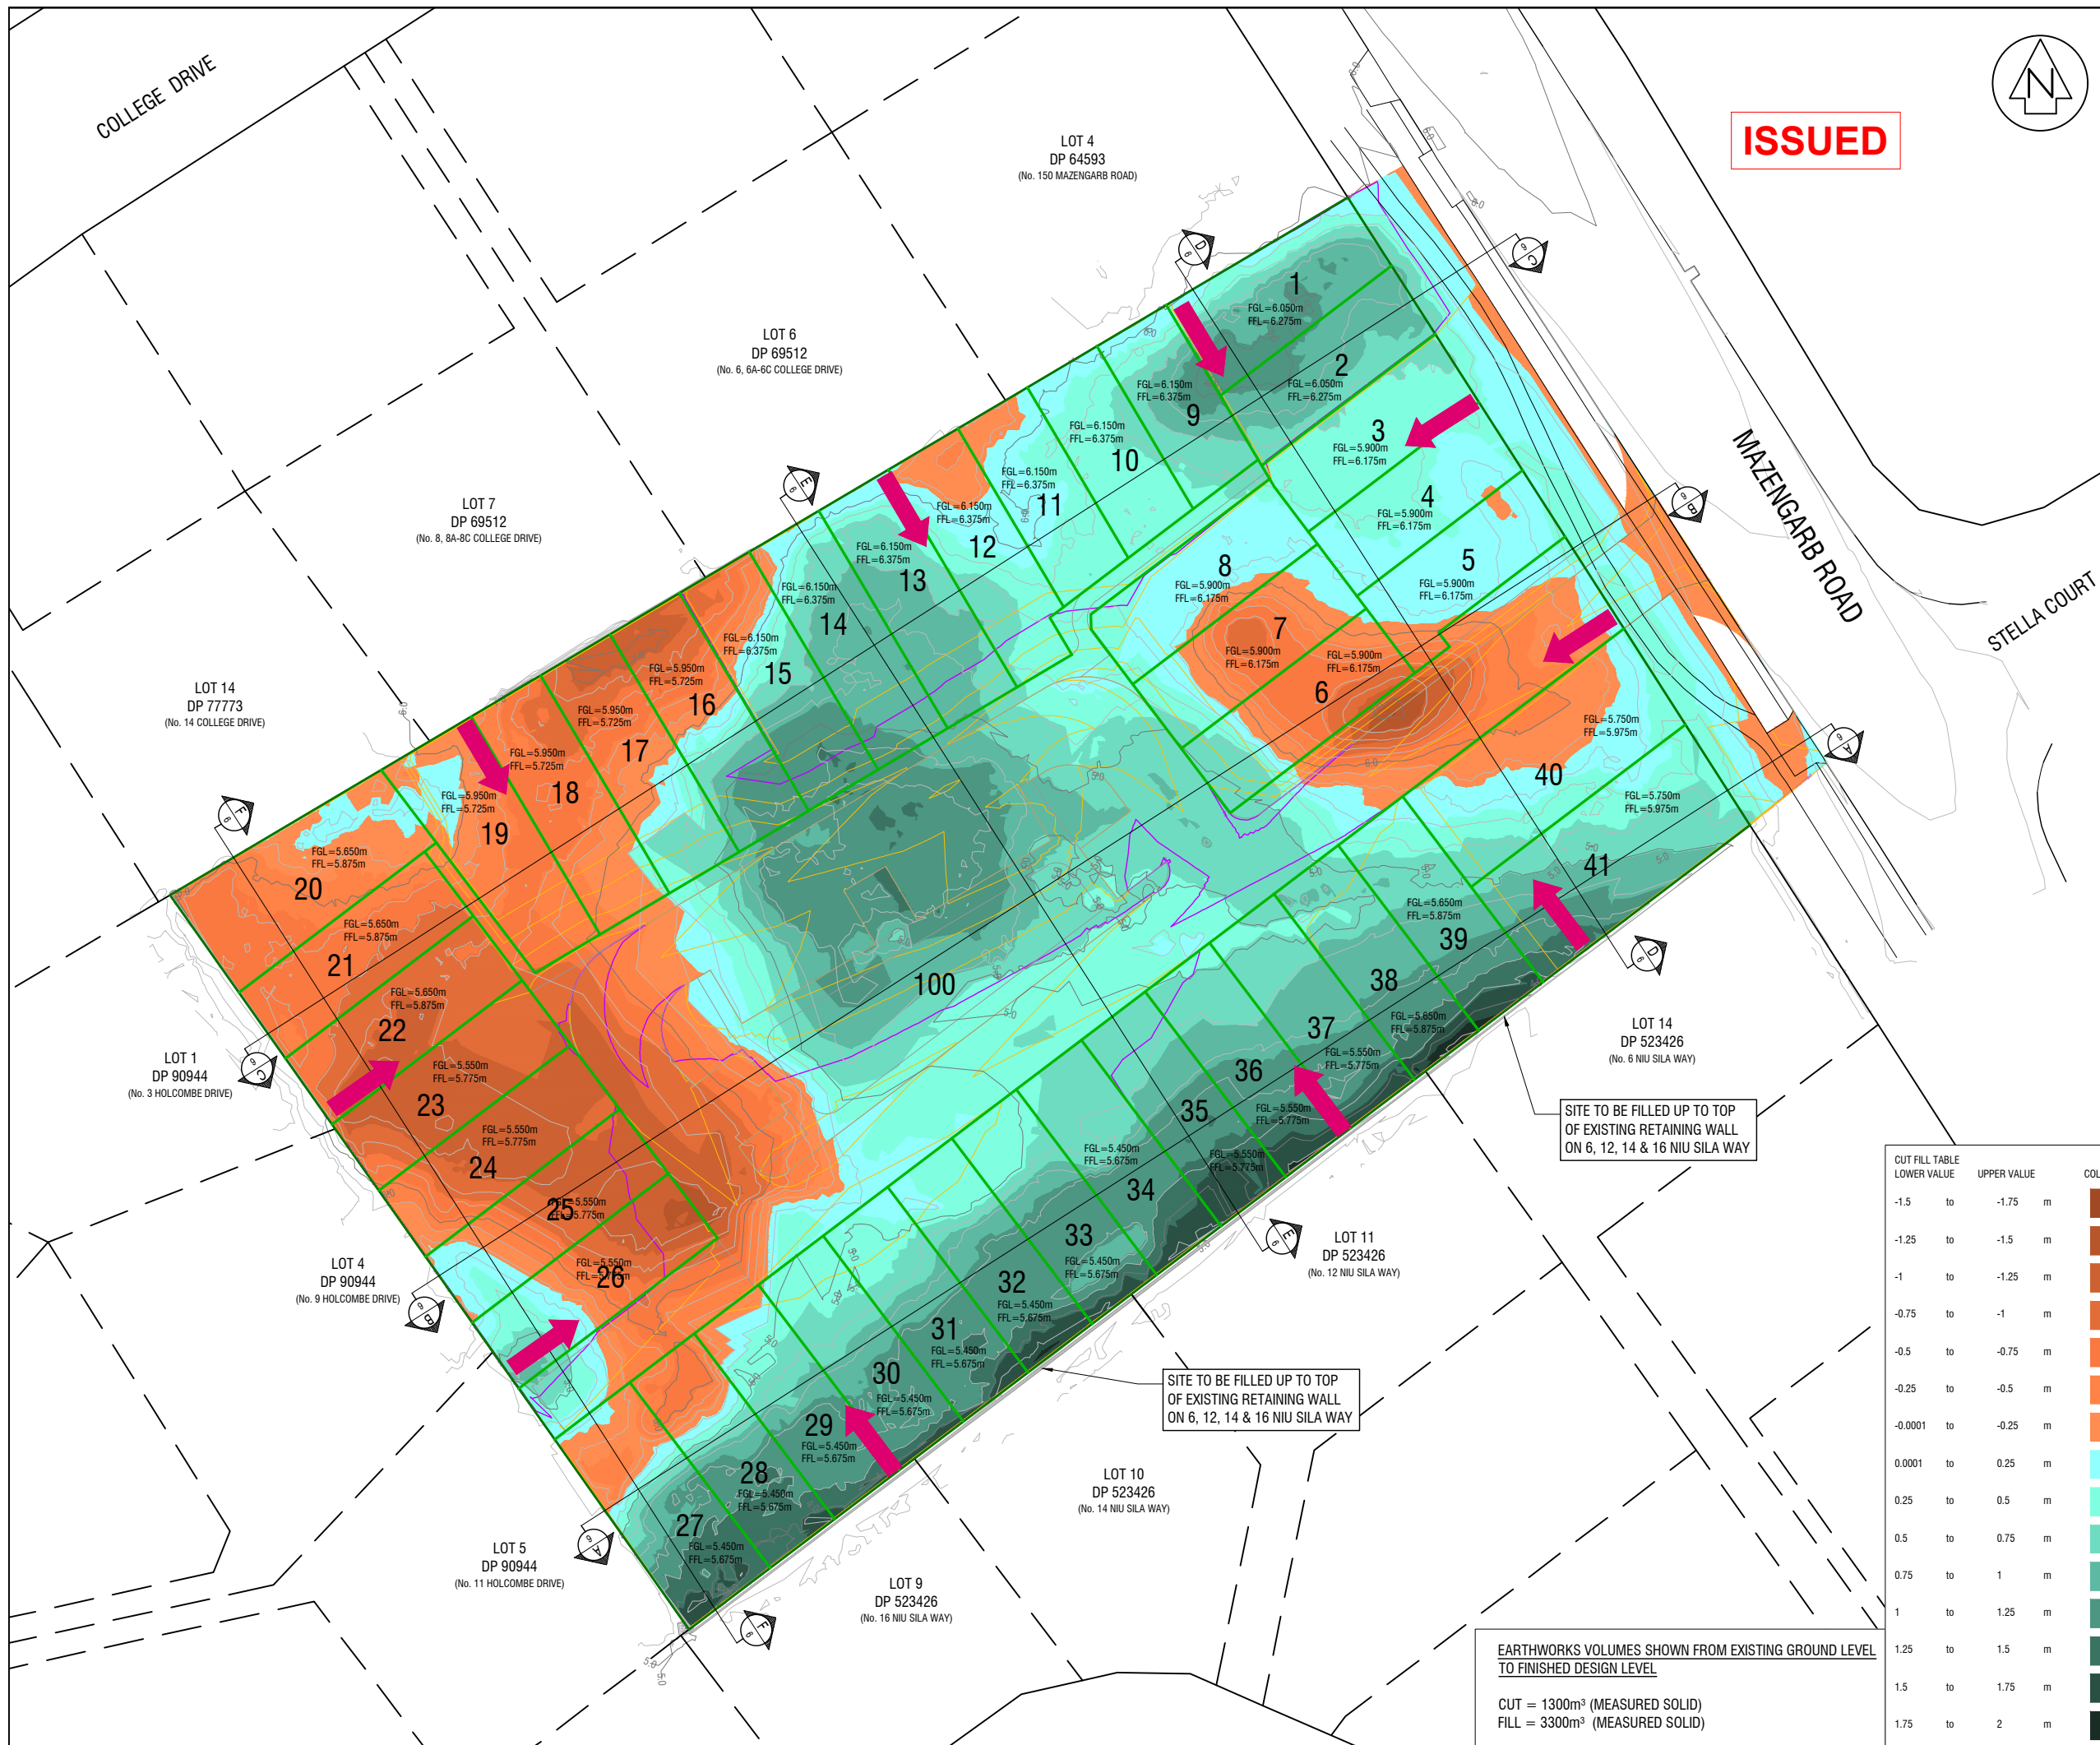 COLLEGE DRIVE
N
ISSUED
LOT 4
DP 64593
(No. 150 MAZENGARB ROAD)
LOT 6
DP 69512
(No. 6, 6A-6C COLLEGE DRIVE)
LOT 7
DP 69512
(No. 8, 8A-8C COLLEGE DRIVE)
LOT 14
DP 77773
(No. 14 COLLEGE DRIVE)
MAZENGARB ROAD
STELLA COURT
D
6
C
6
E
6
B
6
A
6
F
6
1
FGL=6.050m
FFL=6.275m
2
FGL=6.050m
FFL=6.275m
3
FGL=5.900m
FFL=6.175m
4
FGL=5.900m
FFL=6.175m
5
FGL=5.900m
FFL=6.175m
FGL=6.150m
FFL=6.375m
9
FGL=6.150m
FFL=6.375m
10
FGL=6.150m
FFL=6.375m
11
FGL=6.150m
FFL=6.375m
12
FGL=6.150m
FFL=6.375m
13
FGL=6.150m
FFL=6.375m
14
FGL=6.150m
FFL=6.375m
15
8
FGL=5.900m
FFL=6.175m
7
FGL=5.900m
FFL=6.175m
FGL=5.900m
FFL=6.175m
6
FGL=5.950m
FFL=5.725m
16
FGL=5.950m
FFL=5.725m
17
FGL=5.950m
FFL=5.725m
18
FGL=5.950m
FFL=5.725m
19
FGL=5.650m
FFL=5.875m
20
FGL=5.650m
FFL=5.875m
21
FGL=5.650m
FFL=5.875m
22
FGL=5.550m
FFL=5.775m
23
FGL=5.550m
FFL=5.775m
24
FGL=5.550m
FFL=5.775m
25
FGL=5.550m
FFL=5.775m
26
100
FGL=5.750m
FFL=5.975m
40
FGL=5.750m
FFL=5.975m
41
FGL=5.650m
FFL=5.875m
39
38
FGL=5.650m
FFL=5.875m
37
FGL=5.550m
FFL=5.775m
36
FGL=5.550m
FFL=5.775m
35
FGL=5.550m
FFL=5.775m
FGL=5.450m
FFL=5.675m
34
33
FGL=5.450m
FFL=5.675m
32
FGL=5.450m
FFL=5.675m
31
FGL=5.450m
FFL=5.675m
30
FGL=5.450m
FFL=5.675m
29
FGL=5.450m
FFL=5.675m
28
FGL=5.450m
FFL=5.675m
27
FGL=5.450m
FFL=5.675m
LOT 1
DP 90944
(No. 3 HOLCOMBE DRIVE)
C
6
LOT 4
DP 90944
(No. 9 HOLCOMBE DRIVE)
B
6
LOT 5
DP 90944
(No. 11 HOLCOMBE DRIVE)
A
6
F
6
D
6
E
6
LOT 14
DP 523426
(No. 6 NIU SILA WAY)
SITE TO BE FILLED UP TO TOP
OF EXISTING RETAINING WALL
ON 6, 12, 14 & 16 NIU SILA WAY
LOT 11
DP 523426
(No. 12 NIU SILA WAY)
SITE TO BE FILLED UP TO TOP
OF EXISTING RETAINING WALL
ON 6, 12, 14 & 16 NIU SILA WAY
LOT 10
DP 523426
(No. 14 NIU SILA WAY)
LOT 9
DP 523426
(No. 16 NIU SILA WAY)
CUT FILL TABLE
LOWER VALUE UPPER VALUE COL
-1.5 to -1.75 m
-1.25 to -1.5 m
-1 to -1.25 m
-0.75 to -1 m
-0.5 to -0.75 m
-0.25 to -0.5 m
-0.0001 to -0.25 m
0.0001 to 0.25 m
0.25 to 0.5 m
0.5 to 0.75 m
0.75 to 1 m
1 to 1.25 m
1.25 to 1.5 m
1.5 to 1.75 m
1.75 to 2 m
EARTHWORKS VOLUMES SHOWN FROM EXISTING GROUND LEVEL
TO FINISHED DESIGN LEVEL
CUT = 1300m³ (MEASURED SOLID)
FILL = 3300m³ (MEASURED SOLID)